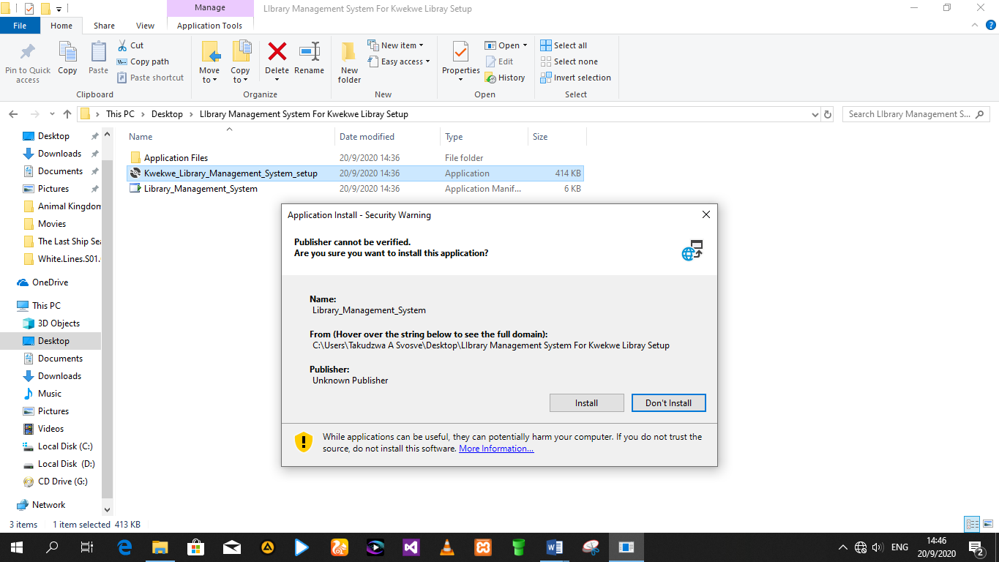 Manage
LIbrary Management System For Kwekwe Libray Setup
File
Home
Share
View
Application Tools
Pin to Quick access
Copy
Paste
Cut
Copy path
Paste shortcut
Clipboard
Move to
Copy to
Delete
Rename
Organize
New folder
New item
Easy access
New
Properties
Open
Edit
History
Open
Select all
Select none
Invert selection
Select
This PC
Desktop
LIbrary Management System For Kwekwe Libray Setup
Search LIbrary Management S...
Desktop
Downloads
Documents
Pictures
Animal Kingdom
Movies
The Last Ship Sea
White.Lines.S01.
OneDrive
This PC
3D Objects
Desktop
Documents
Downloads
Music
Pictures
Videos
Local Disk (C:)
Local Disk (D:)
CD Drive (G:)
Network
Name Date modified Type Size
Application Files 20/9/2020 14:36 File folder
Kwekwe_Library_Management_System_setup 20/9/2020 14:36 Application 414 KB
Library_Management_System 20/9/2020 14:36 Application Manif... 6 KB
Application Install - Security Warning
Publisher cannot be verified.
Are you sure you want to install this application?
Name:
Library_Management_System
From (Hover over the string below to see the full domain):
C:\Users\Takudzwa A Svosve\Desktop\LIbrary Management System For Kwekwe Libray Setup
Publisher:
Unknown Publisher
Install
Don't Install
While applications can be useful, they can potentially harm your computer. If you do not trust the
source, do not install this software. More Information...
3 items
1 item selected 413 KB
ENG
14:46
20/9/2020
2